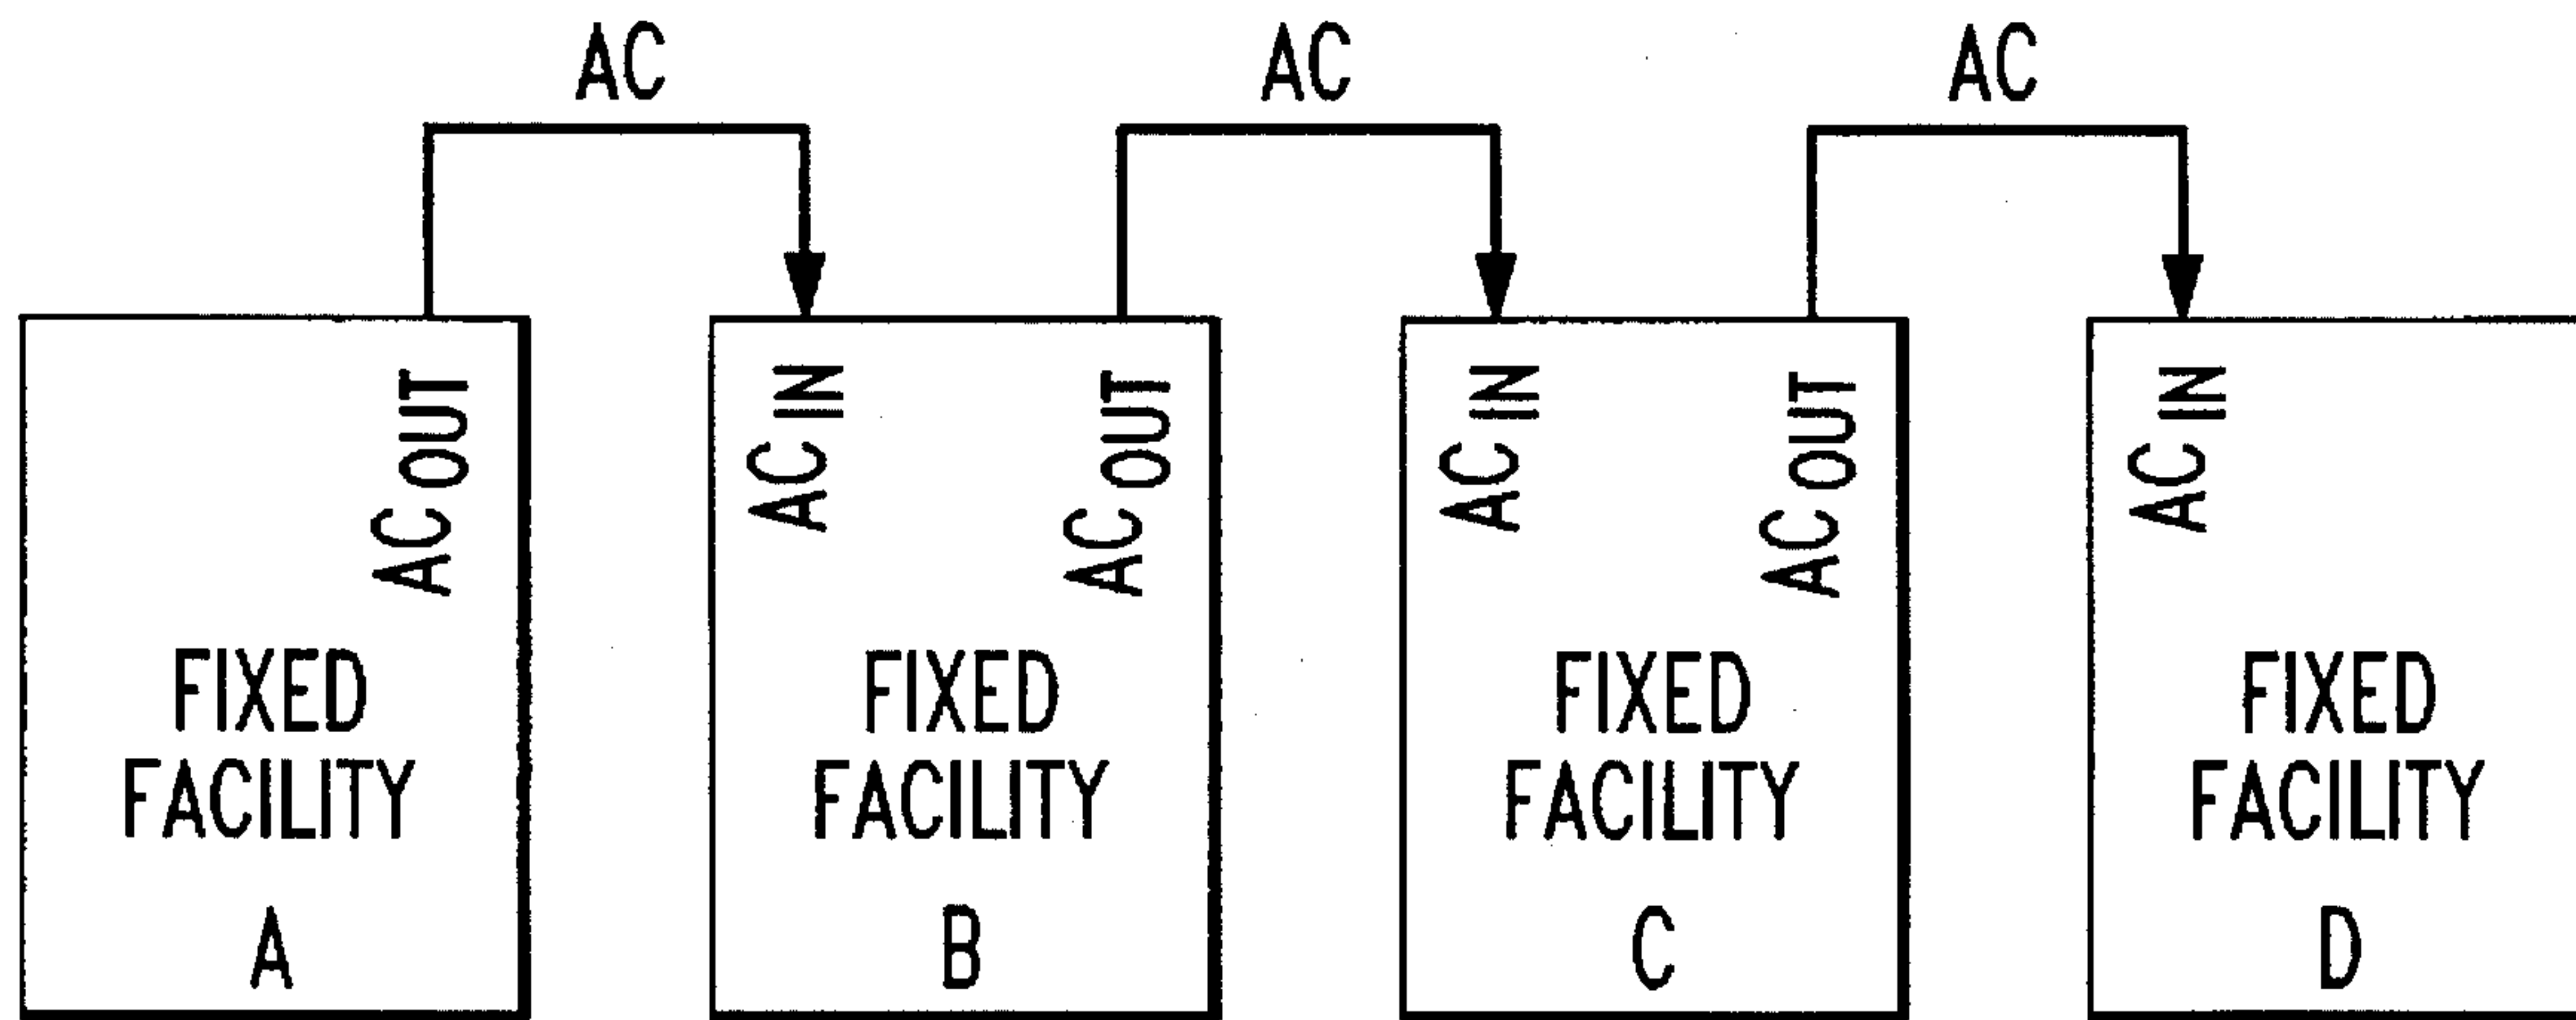 AC
AC
AC
AC OUT
AC IN
AC OUT
AC IN
AC OUT
AC IN
FIXED
FACILITY
A
FIXED
FACILITY
B
FIXED
FACILITY
C
FIXED
FACILITY
D